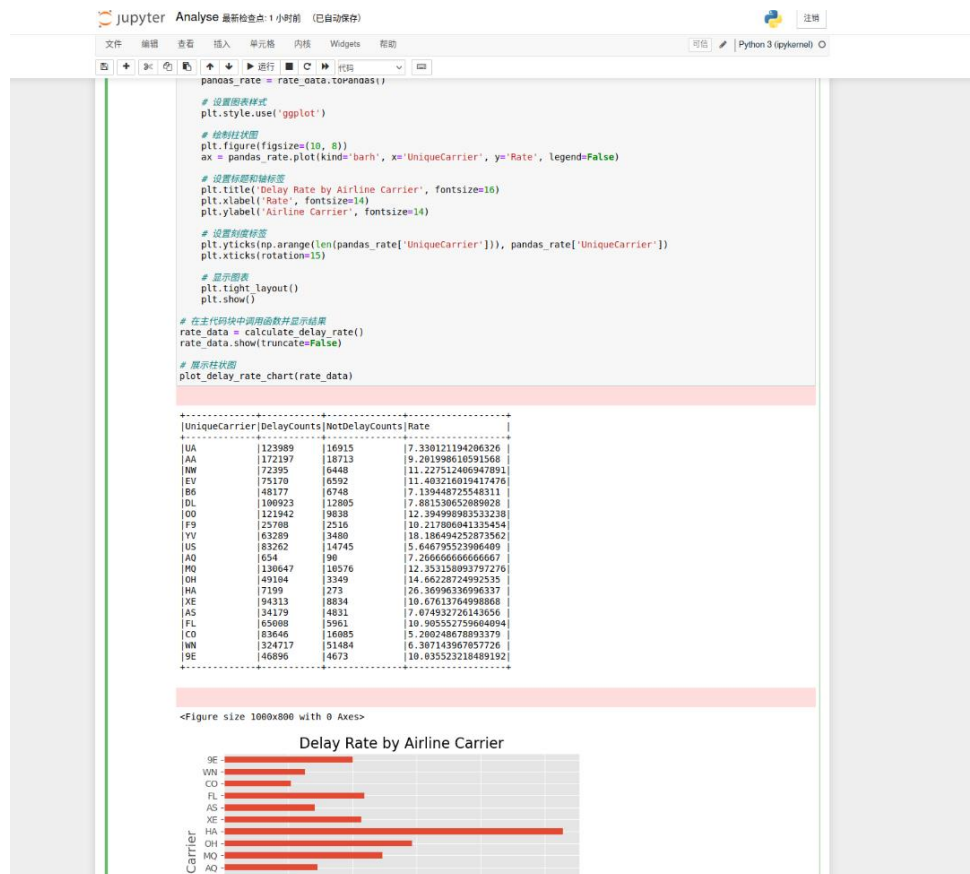 jupyter Analyse 最新检查点: 1 小时前 (已自动保存)
注销
文件 编辑 查看 插入 单元格 内核 Widgets 帮助
可信 Python 3 (ipykernel)
运行 代码
pandas_rate = rate_data.toPandas()
# 设置图表样式
plt.style.use('ggplot')
# 绘制柱状图
plt.figure(figsize=(10, 8))
ax = pandas_rate.plot(kind='barh', x='UniqueCarrier', y='Rate', legend=False)
# 设置标题和轴标签
plt.title('Delay Rate by Airline Carrier', fontsize=16)
plt.xlabel('Rate', fontsize=14)
plt.ylabel('Airline Carrier', fontsize=14)
# 设置刻度标签
plt.yticks(np.arange(len(pandas_rate['UniqueCarrier'])), pandas_rate['UniqueCarrier'])
plt.xticks(rotation=15)
# 显示图表
plt.tight_layout()
plt.show()
# 在主代码块中调用函数并显示结果
rate_data = calculate_delay_rate()
rate_data.show(truncate=False)
# 展示柱状图
plot_delay_rate_chart(rate_data)
+-------------+-----------+--------------+------------------+
|UniqueCarrier|DelayCounts|NotDelayCounts|Rate |
+-------------+-----------+--------------+------------------+
|UA |123989 |16915 |7.330121194206326 |
|AA |172197 |18713 |9.201998610591568 |
|NW |72395 |6448 |11.227512406947891|
|EV |75170 |6592 |11.403216019417476|
|B6 |48177 |6748 |7.139448725548311 |
|DL |100923 |12805 |7.881530652089028 |
|OO |121942 |9838 |12.394998983533238|
|F9 |25708 |2516 |10.217806041335454|
|YV |63289 |3480 |18.186494252873562|
|US |83262 |14745 |5.646795523906409 |
|AQ |654 |90 |7.266666666666667 |
|MQ |130647 |10576 |12.353158093797276|
|OH |49104 |3349 |14.66228724992535 |
|HA |7199 |273 |26.36996336996337 |
|XE |94313 |8834 |10.67613764998868 |
|AS |34179 |4831 |7.074932726143656 |
|FL |65008 |5961 |10.905552759604094|
|CO |83646 |16085 |5.200248678893379 |
|WN |324717 |51484 |6.307143967057726 |
|9E |46896 |4673 |10.035523218489192|
+-------------+-----------+--------------+------------------+
<Figure size 1000x800 with 0 Axes>
Delay Rate by Airline Carrier
9E
WN
CO
FL
AS
XE
HA
OH
MQ
AQ
Carrier